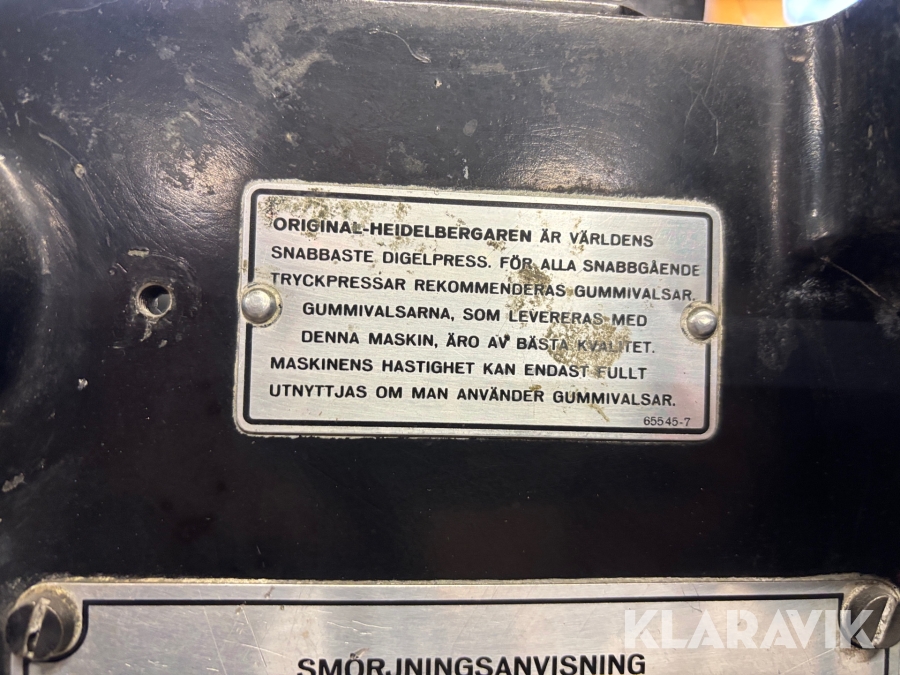 ORIGINAL-HEIDELBERGAREN ÄR VÄRLDENS
SNABBASTE DIGELPRESS. FÖR ALLA SNABBGÅENDE
TRYCKPRESSAR REKOMMENDERAS GUMMIVALSAR.
GUMMIVALSARNA, SOM LEVERERAS MED
DENNA MASKIN, ÄRO AV BÄSTA KVALITET.
MASKINENS HASTIGHET KAN ENDAST FULLT
UTNYTTJAS OM MAN ANVÄNDER GUMMIVALSAR.
65545-7
KLARAVIK
SMÖRJNINGSANVISNING